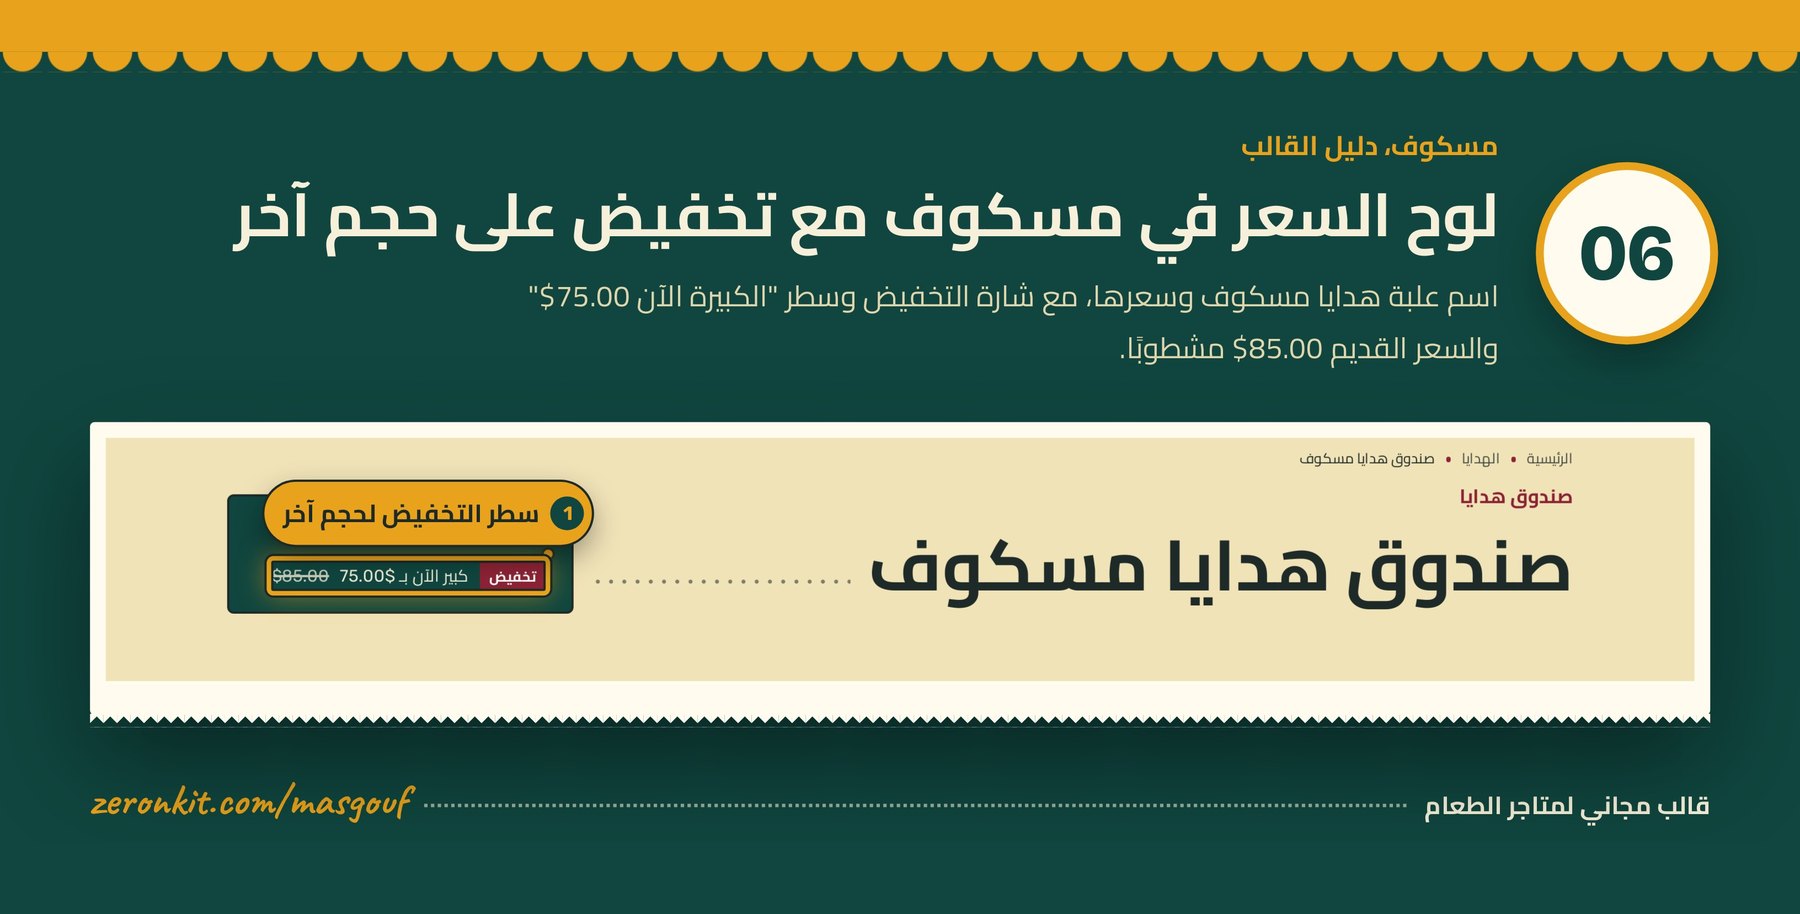 مسكوف، دليل القالب
06
لوح السعر في مسكوف مع تخفيض على حجم آخر
اسم علبة هدايا مسكوف وسعرها، مع شارة التخفيض وسطر "الكبيرة الآن 75.00$"
والسعر القديم 85.00$ مشطوبًا.
الرئيسية • الهدايا • صندوق هدايا مسكوف
صندوق هدايا
صندوق هدايا مسكوف
1 سطر التخفيض لحجم آخر
تخفيض كبير الآن بـ $75.00 $85.00
قالب مجاني لمتاجر الطعام
zeronkit.com/masgouf